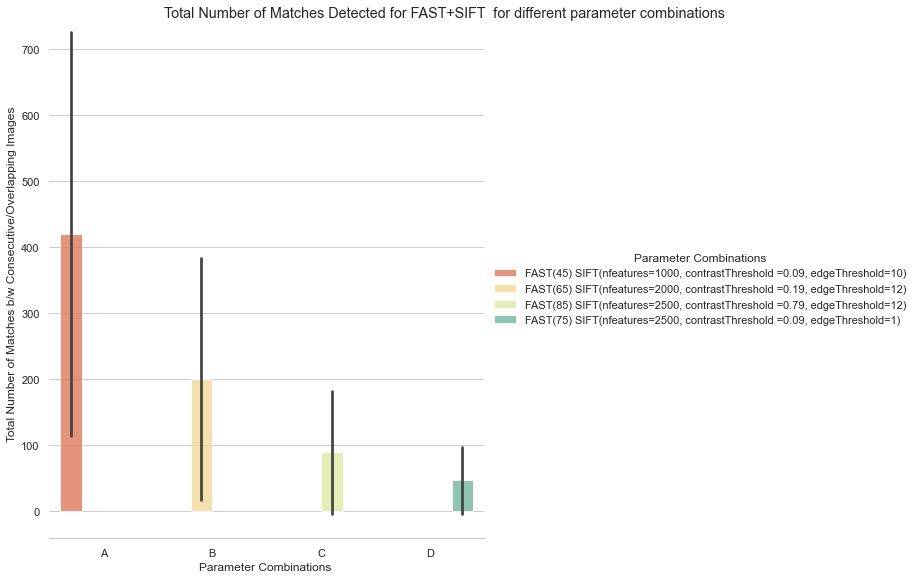 Total Number of Matches Detected for FAST+SIFT  for different parameter combinations
Total Number of Matches b/w Consecutive/Overlapping Images
700
600
500
400
300
200
100
0
A
B
C
D
Parameter Combinations
Parameter Combinations
FAST(45) SIFT(nfeatures=1000, contrastThreshold =0.09, edgeThreshold=10)
FAST(65) SIFT(nfeatures=2000, contrastThreshold =0.19, edgeThreshold=12)
FAST(85) SIFT(nfeatures=2500, contrastThreshold =0.79, edgeThreshold=12)
FAST(75) SIFT(nfeatures=2500, contrastThreshold =0.09, edgeThreshold=1)